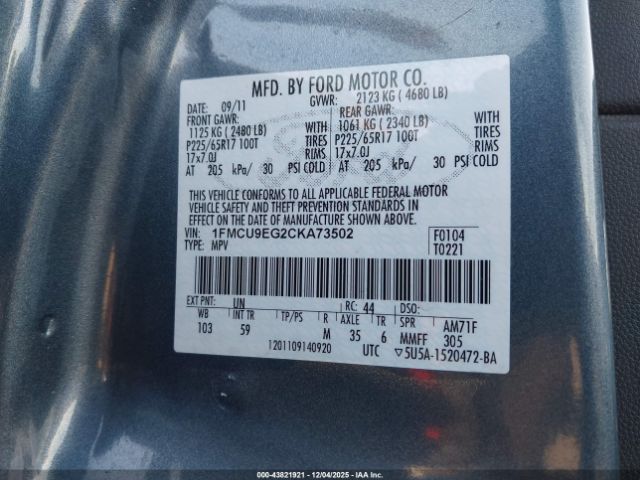 MFD. BY FORD MOTOR CO.
DATE: 09/11 GVWR: 2123 KG ( 4680 LB)
FRONT GAWR: REAR GAWR:
1125 KG ( 2480 LB) WITH 1061 KG ( 2340 LB) WITH
P225/65R17 100T TIRES P225/65R17 100T TIRES
17x7.0J RIMS 17x7.0J RIMS
AT 205 kPa/ 30 PSI COLD AT 205 kPa/ 30 PSI COLD
THIS VEHICLE CONFORMS TO ALL APPLICABLE FEDERAL MOTOR
VEHICLE SAFETY AND THEFT PREVENTION STANDARDS IN
EFFECT ON THE DATE OF MANUFACTURE SHOWN ABOVE.
VIN: 1FMCU9EG2CKA73502 F0104
TYPE: MPV T0221
EXT PNT: UN RC: 44 DSO:
WB INT TR TP/PS R AXLE TR SPR AM71F
103 59 M 35 6 MMFF 305
1201109140920 UTC ▽5U5A-1520472-BA
000-43821921 - 12/04/2025 - IAA Inc.